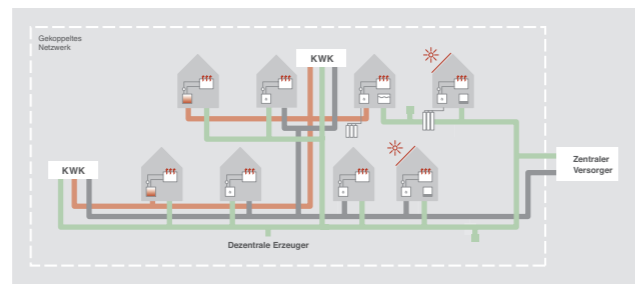 Gekoppeltes
Netzwerk
KWK
KWK
Zentraler
Versorger
Dezentrale Erzeuger